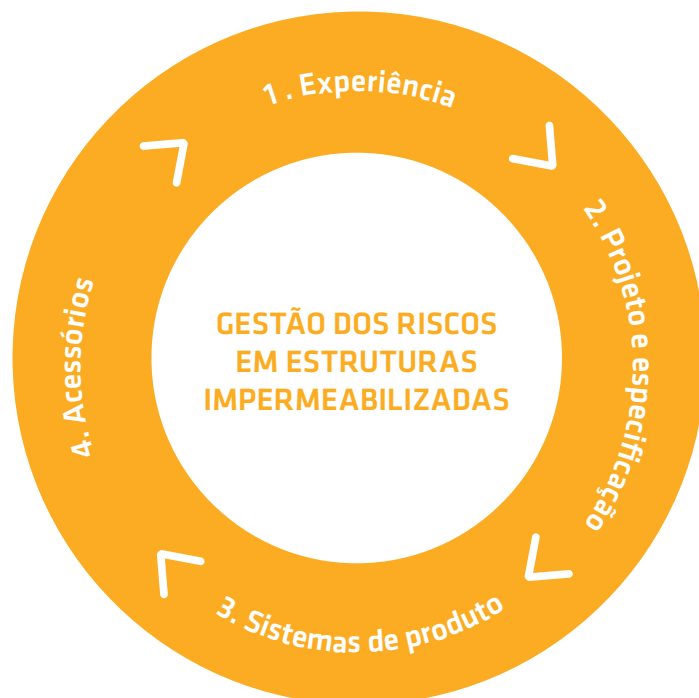 1 . Experiência
2. Projeto e especificação
3. Sistemas de produto
4. Acessórios
GESTÃO DOS RISCOS
EM ESTRUTURAS
IMPERMEABILIZADAS